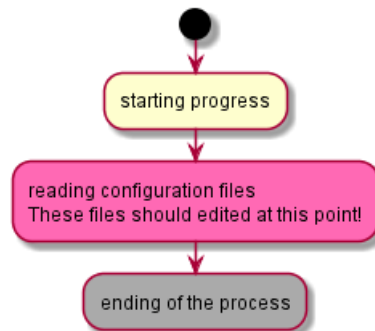 starting progress
reading configuration files
These files should edited at this point!
ending of the process